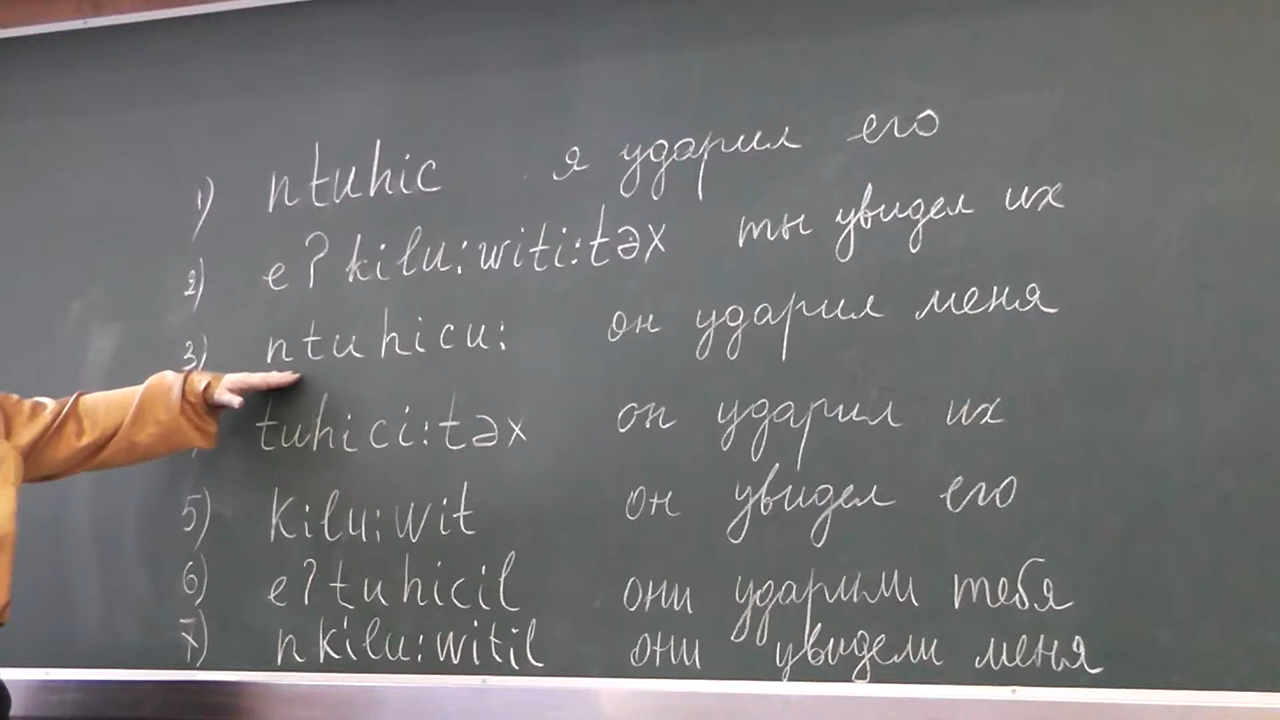 1) ntuhic я ударил его
2) eʔkilu:witi:təx ты увидел их
3) ntuhicu: он ударил меня
tuhici:təx он ударил их
5) kilu:wit он увидел его
6) eʔtuhicil они ударили тебя
7) nkilu:witil они увидели меня